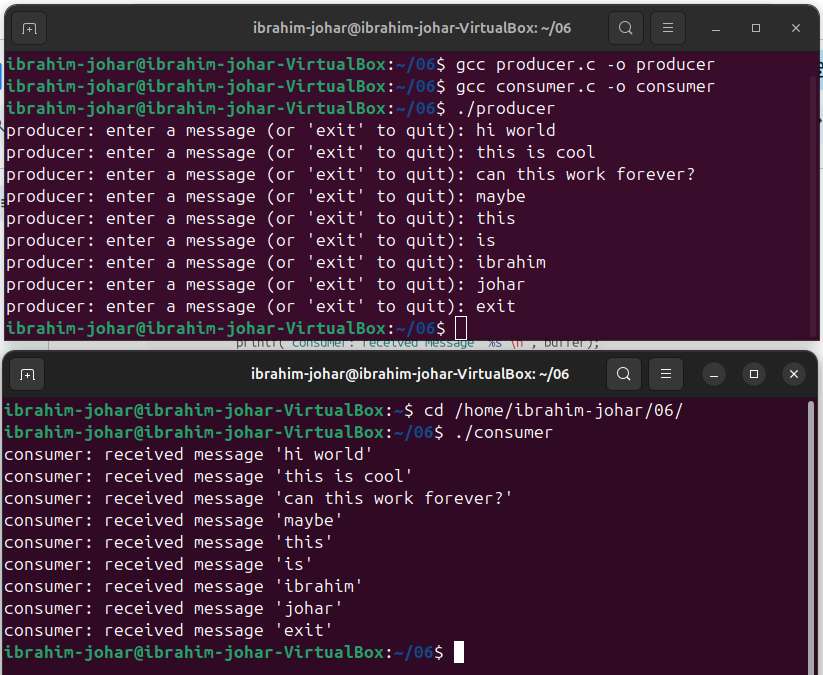 ibrahim-johar@ibrahim-johar-VirtualBox: ~/06
ibrahim-johar@ibrahim-johar-VirtualBox:~/06$ gcc producer.c -o producer
ibrahim-johar@ibrahim-johar-VirtualBox:~/06$ gcc consumer.c -o consumer
ibrahim-johar@ibrahim-johar-VirtualBox:~/06$ ./producer
producer: enter a message (or 'exit' to quit): hi world
producer: enter a message (or 'exit' to quit): this is cool
producer: enter a message (or 'exit' to quit): can this work forever?
producer: enter a message (or 'exit' to quit): maybe
producer: enter a message (or 'exit' to quit): this
producer: enter a message (or 'exit' to quit): is
producer: enter a message (or 'exit' to quit): ibrahim
producer: enter a message (or 'exit' to quit): johar
producer: enter a message (or 'exit' to quit): exit
ibrahim-johar@ibrahim-johar-VirtualBox:~/06$
printf("consumer: received message '%s'\n", buffer);
ibrahim-johar@ibrahim-johar-VirtualBox: ~/06
ibrahim-johar@ibrahim-johar-VirtualBox:~$ cd /home/ibrahim-johar/06/
ibrahim-johar@ibrahim-johar-VirtualBox:~/06$ ./consumer
consumer: received message 'hi world'
consumer: received message 'this is cool'
consumer: received message 'can this work forever?'
consumer: received message 'maybe'
consumer: received message 'this'
consumer: received message 'is'
consumer: received message 'ibrahim'
consumer: received message 'johar'
consumer: received message 'exit'
ibrahim-johar@ibrahim-johar-VirtualBox:~/06$